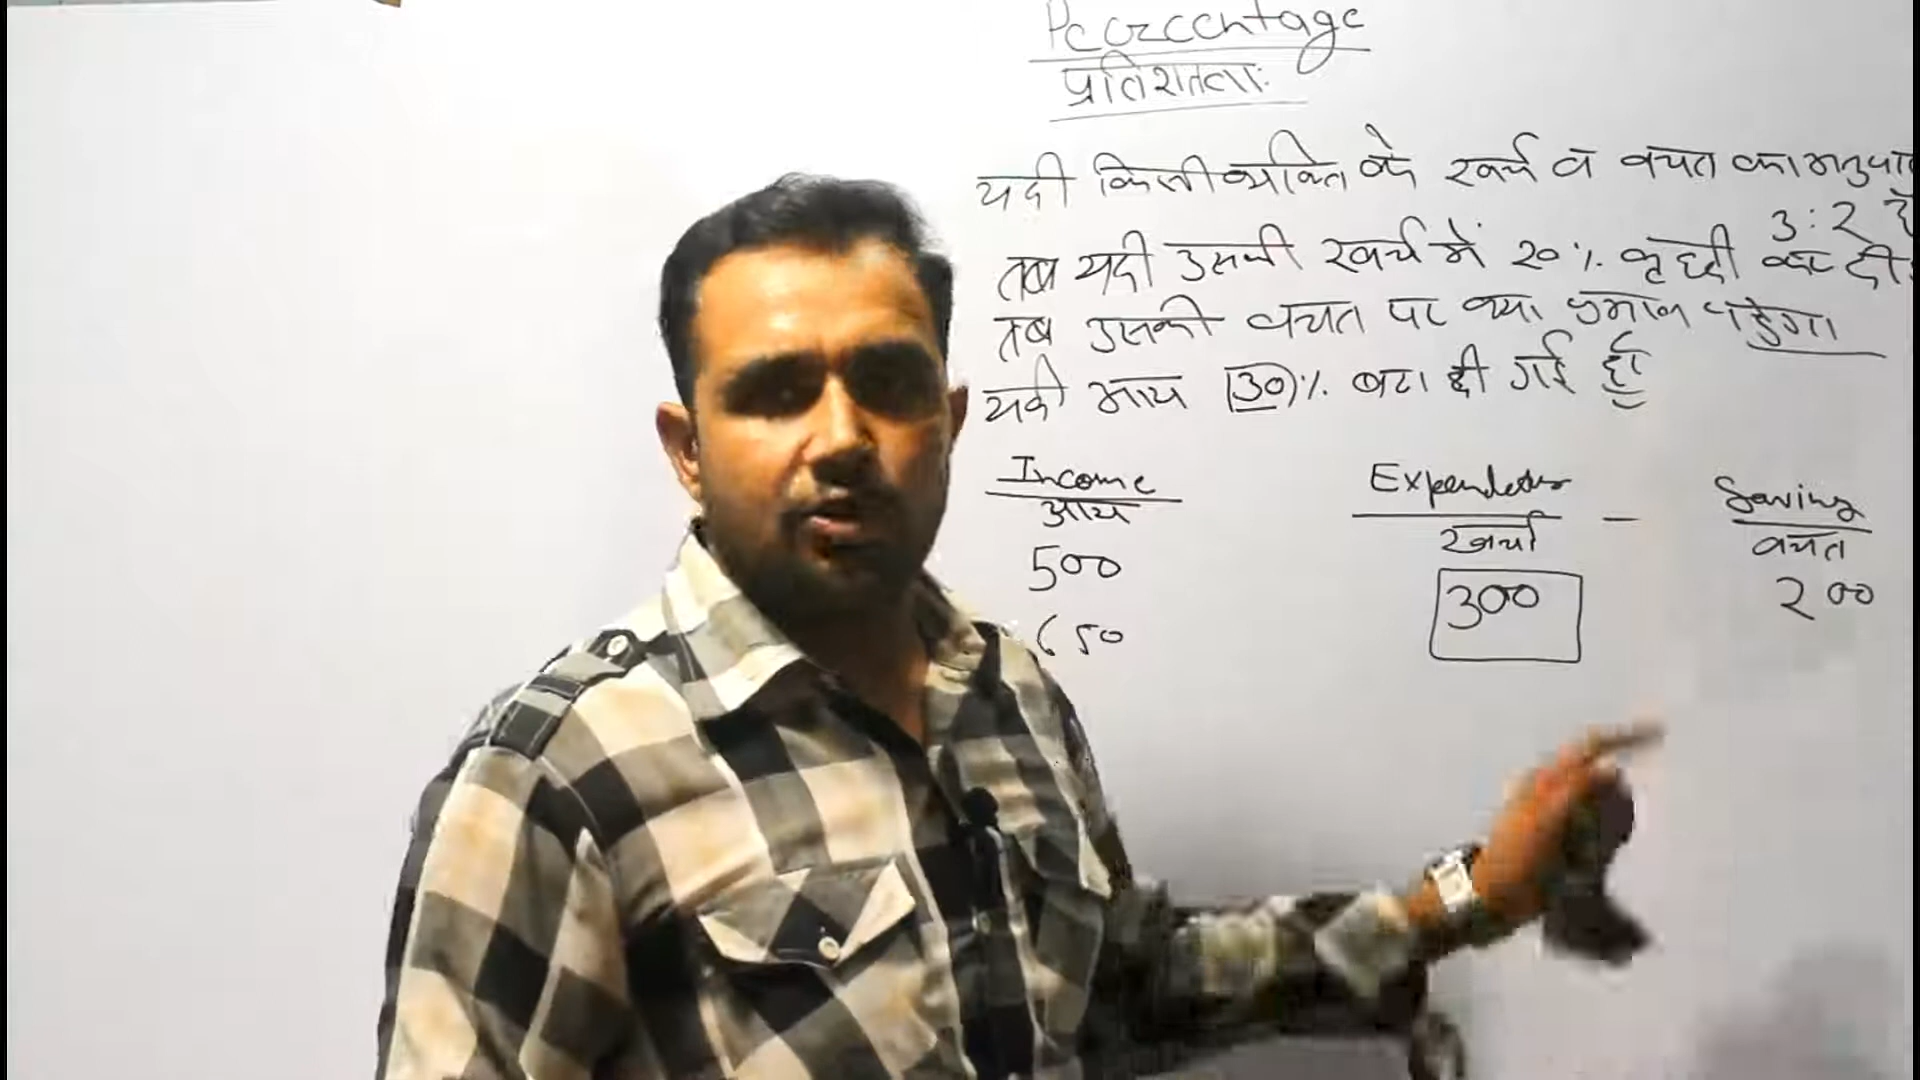 Percentage
प्रतिशतता:
यदी किसी व्यक्ति के खर्च व बचत का अनुपात
3:2 है
तब यदी उसकी खर्च में 20% वृद्दी कर दी
तब उसकी बचत पर क्या प्रभाव पड़ेगा
यदी आय 30% बढा दी गई हो
Income Expenditure - Saving
आय खर्चा बचत
500 300 200
650